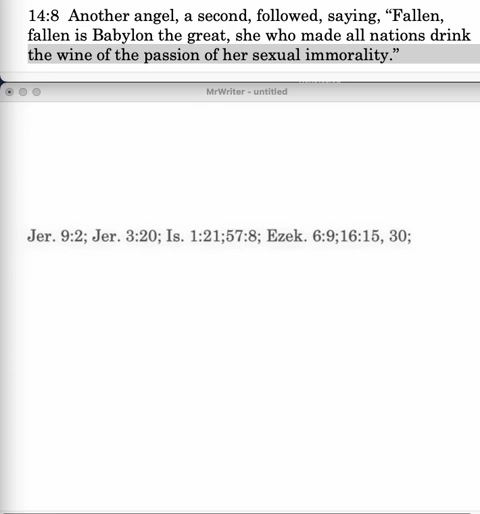 14:8 Another angel, a second, followed, saying, “Fallen,
fallen is Babylon the great, she who made all nations drink
the wine of the passion of her sexual immorality.”
MrWriter - untitled
Jer. 9:2; Jer. 3:20; Is. 1:21;57:8; Ezek. 6:9;16:15, 30;